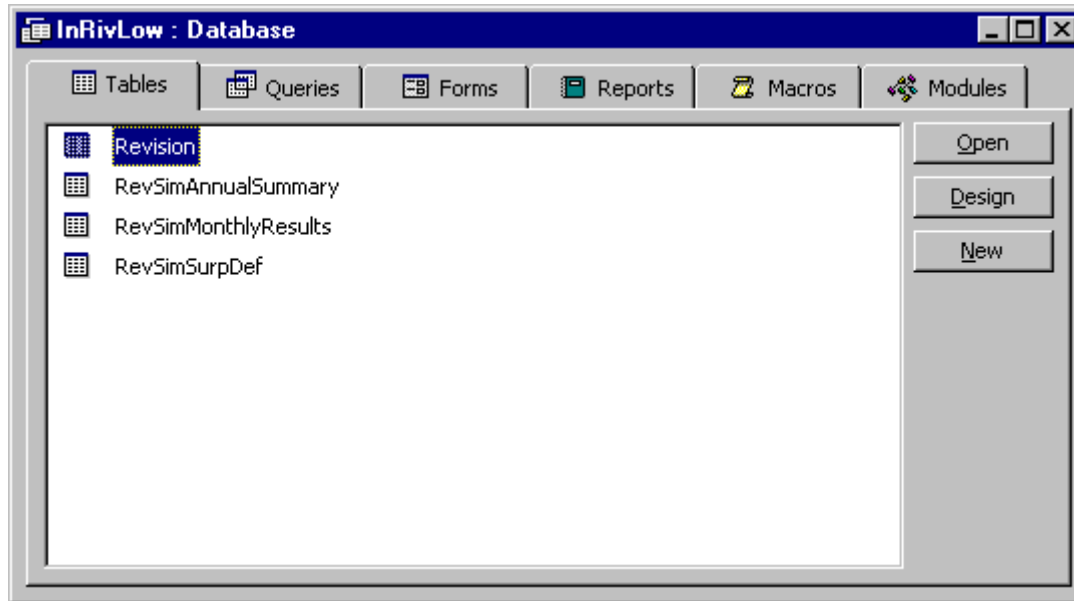 InRivLow : Database
Tables Queries Forms Reports Macros Modules
Revision
RevSimAnnualSummary
RevSimMonthlyResults
RevSimSurpDef
Open
Design
New